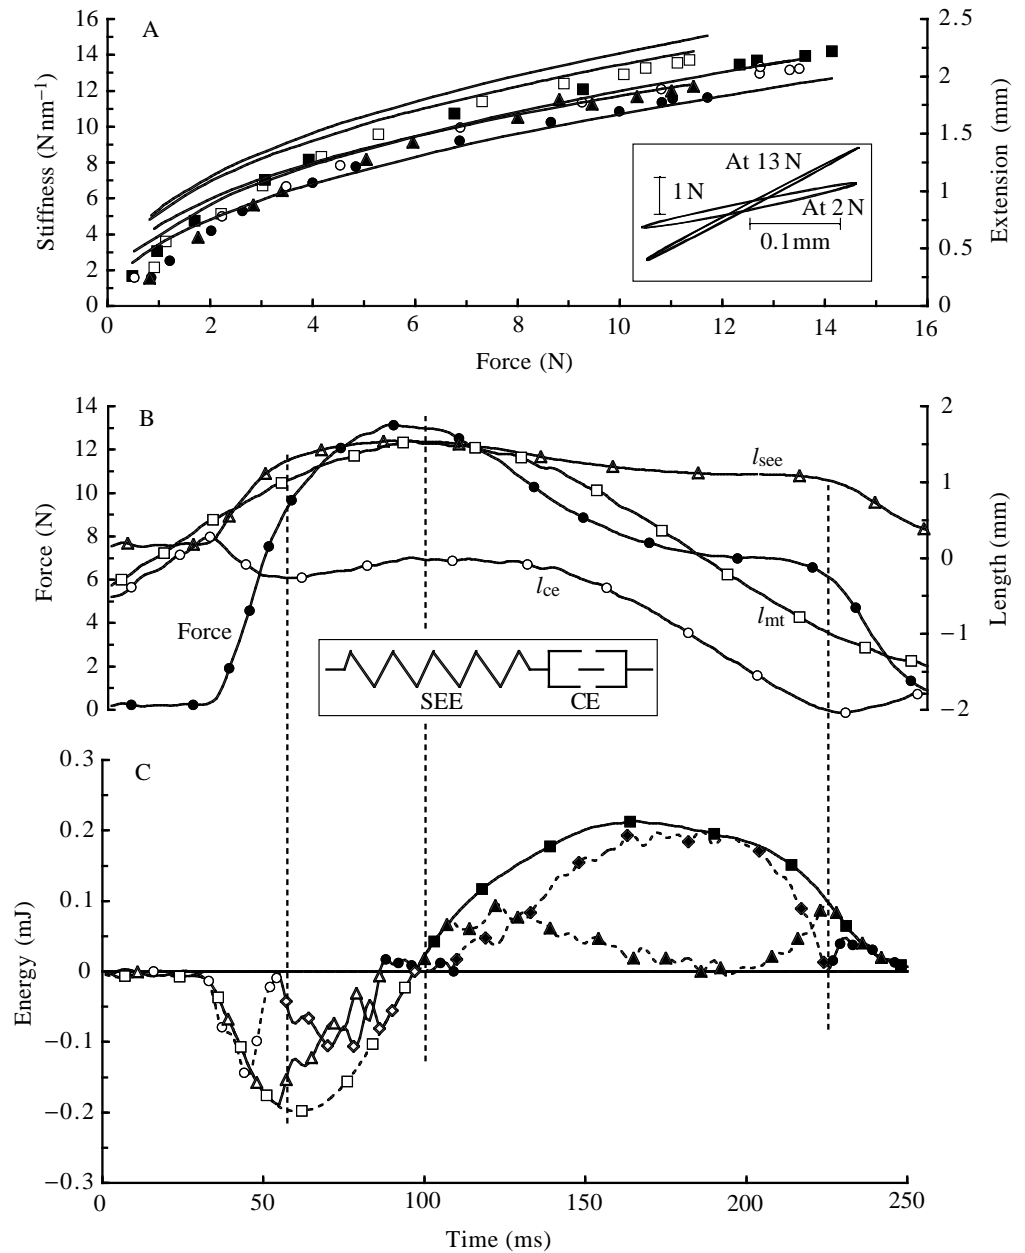 A
16
14
12
10
8
6
4
2
0
Stiffness (N mm⁻¹)
2.5
2
1.5
1
0.5
0
Extension (mm)
At 13 N
1 N
At 2 N
0.1 mm
0 2 4 6 8 10 12 14 16
Force (N)
B
14
12
10
8
6
4
2
0
Force (N)
2
1
0
−1
−2
Length (mm)
lsee
lce
lmt
Force
SEE CE
C
0.3
0.2
0.1
0
−0.1
−0.2
−0.3
Energy (mJ)
0 50 100 150 200 250
Time (ms)